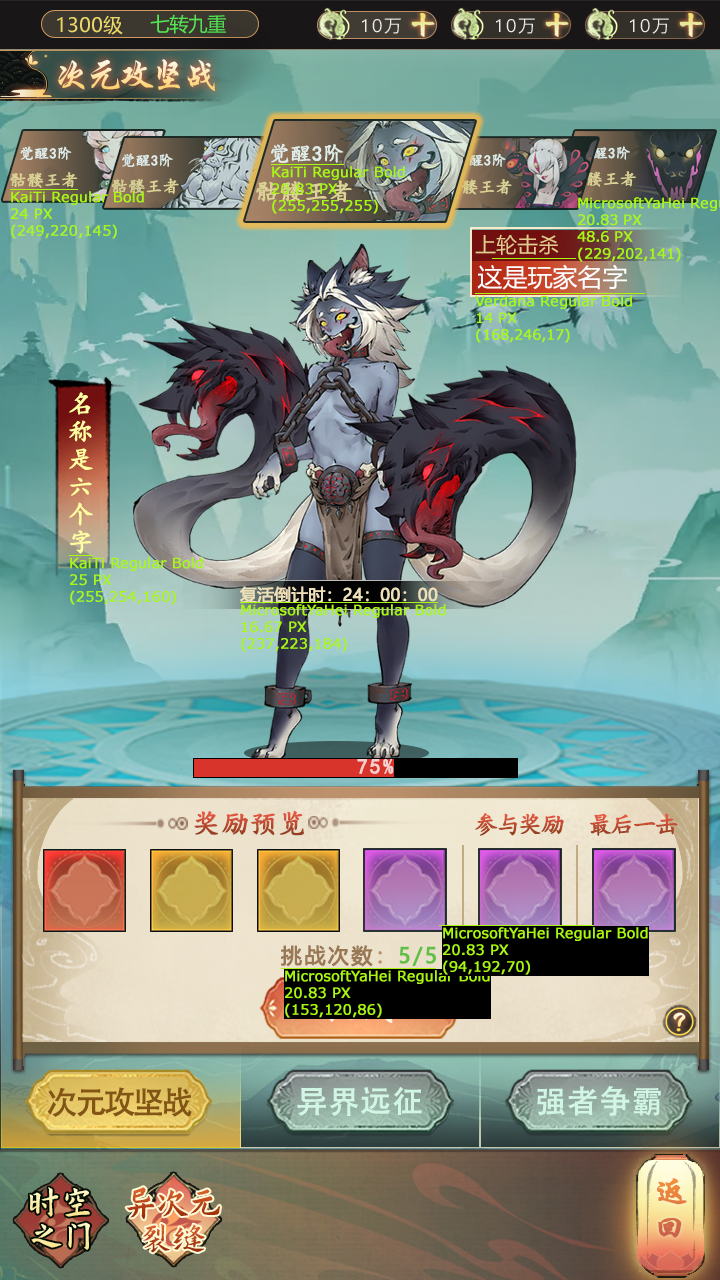 1300级 七转九重 10万 10万 10万
次元攻坚战
觉醒3阶 觉醒3阶 觉醒3阶 醒3阶 醒3阶
骷髅王者 骷髅王者 骷髅王者 髅王者 髅王者
KaiTi Regular Bold
24 PX
(249,220,145)
KaiTi Regular Bold
20.83 PX
(255,255,255)
MicrosoftYaHei Regu
20.83 PX
48.6 PX
(229,202,141)
上轮击杀
这是玩家名字
Verdana Regular Bold
14 PX
(168,246,17)
名称是六个字
KaiTi Regular Bold
25 PX
(255,254,160)
复活倒计时：24：00：00
MicrosoftYaHei Regular Bold
16.67 PX
(237,223,184)
75%
奖励预览 参与奖励 最后一击
挑战次数：5/5
MicrosoftYaHei Regular Bold
20.83 PX
(94,192,70)
MicrosoftYaHei Regular Bold
20.83 PX
(153,120,86)
?
次元攻坚战 异界远征 强者争霸
时空之门
异次元裂缝
返回